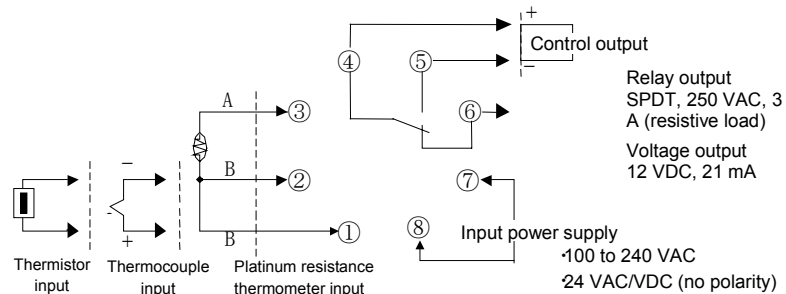 +
④
⑤
Control output
−
Relay output
SPDT, 250 VAC, 3
A (resistive load)
Voltage output
12 VDC, 21 mA
A
③
⑥
−
B
②
⑦
+
B
①
⑧
Input power supply
·100 to 240 VAC
·24 VAC/VDC (no polarity)
Thermistor
input
Thermocouple
input
Platinum resistance
thermometer input